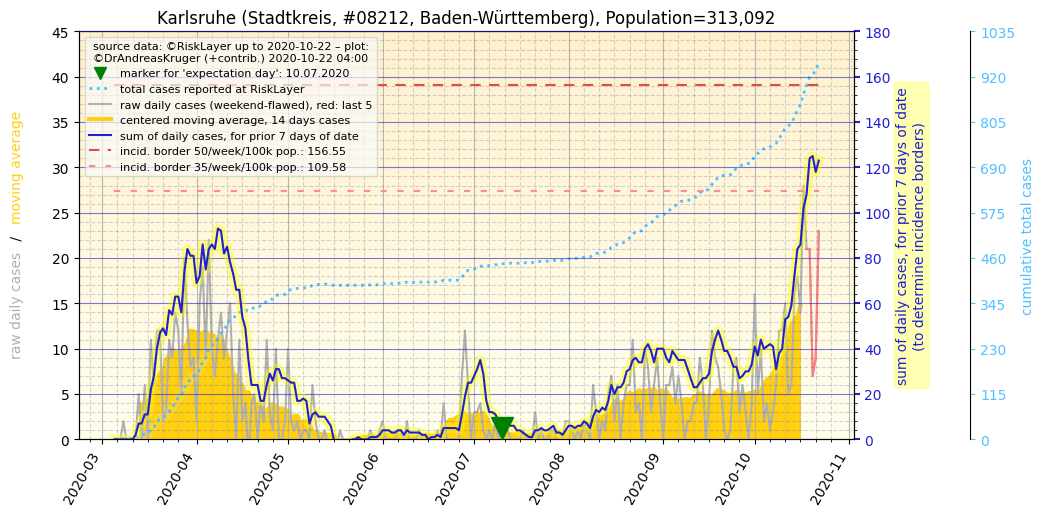 Karlsruhe (Stadtkreis, #08212, Baden-Württemberg), Population=313,092
source data: ©RiskLayer up to 2020-10-22 – plot:
©DrAndreasKruger (+contrib.) 2020-10-22 04:00
marker for 'expectation day': 10.07.2020
total cases reported at RiskLayer
raw daily cases (weekend-flawed), red: last 5
centered moving average, 14 days cases
sum of daily cases, for prior 7 days of date
incid. border 50/week/100k pop.: 156.55
incid. border 35/week/100k pop.: 109.58
raw daily cases / moving average
45
40
35
30
25
20
15
10
5
0
180
160
140
120
100
80
60
40
20
0
sum of daily cases, for prior 7 days of date
(to determine incidence borders)
1035
920
805
690
575
460
345
230
115
0
cumulative total cases
2020-03
2020-04
2020-05
2020-06
2020-07
2020-08
2020-09
2020-10
2020-11